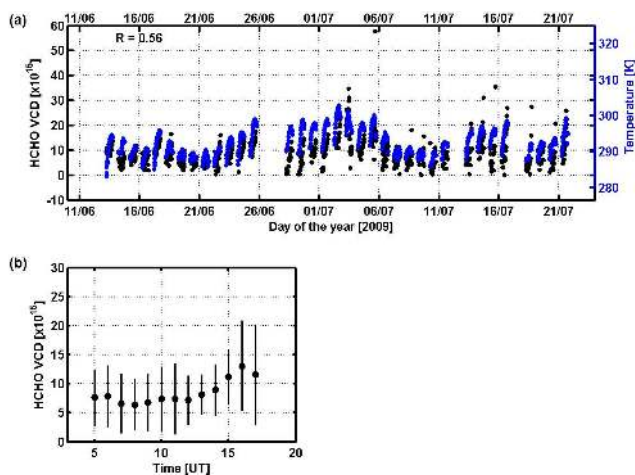 (a)
11/06 16/06 21/06 26/06 01/07 06/07 11/07 16/07 21/07
R = 0.56
60
50
40
30
20
10
0
-10
HCHO VCD [x10^15]
320
310
300
290
280
Temperature [K]
11/06 16/06 21/06 26/06 01/07 06/07 11/07 16/07 21/07
Day of the year [2009]
(b)
30
25
20
15
10
5
0
HCHO VCD [x10^15]
5 10 15 20
Time [UT]